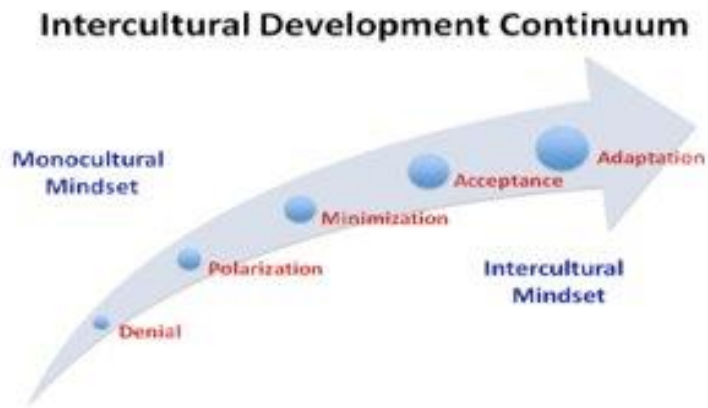 Intercultural Development Continuum
Monocultural
Mindset
Adaptation
Acceptance
Minimization
Polarization
Intercultural
Mindset
Denial